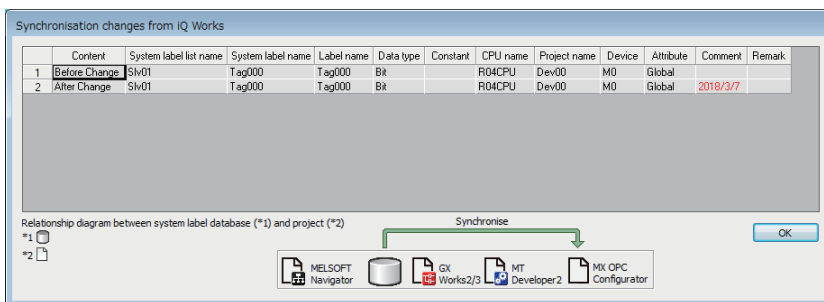 Synchronisation changes from iQ Works
Content System label list name System label name Label name Data type Constant CPU name Project name Device Attribute Comment Remark
1 Before Change Slv01 Tag000 Tag000 Bit R04CPU Dev00 M0 Global
2 After Change Slv01 Tag000 Tag000 Bit R04CPU Dev00 M0 Global 2018/3/7
Relationship diagram between system label database (*1) and project (*2)
Synchronise
*1
OK
*2
MELSOFT Navigator
GX Works2/3
MT Developer2
MX OPC Configurator